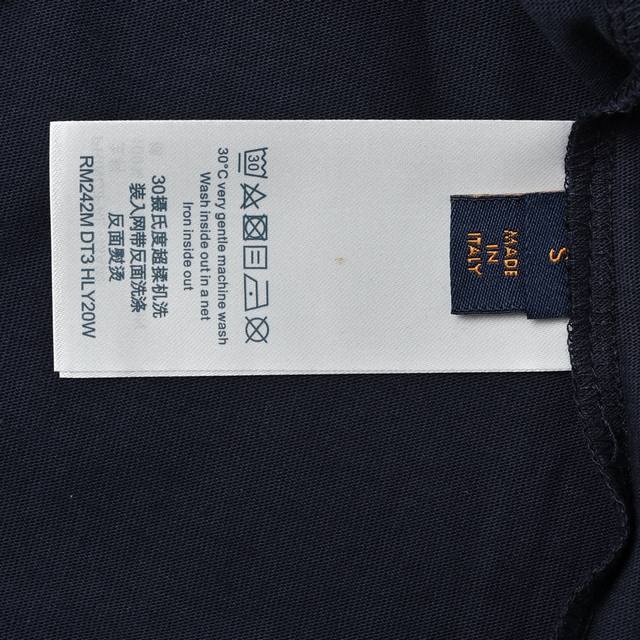 30
30°C very gentle machine wash
Wash inside out in a net
Iron inside out
30摄氏度超揉机洗
装入网带反面洗涤
反面熨烫
RM242M DT3 HLY20W
S
MADE
IN
ITALY